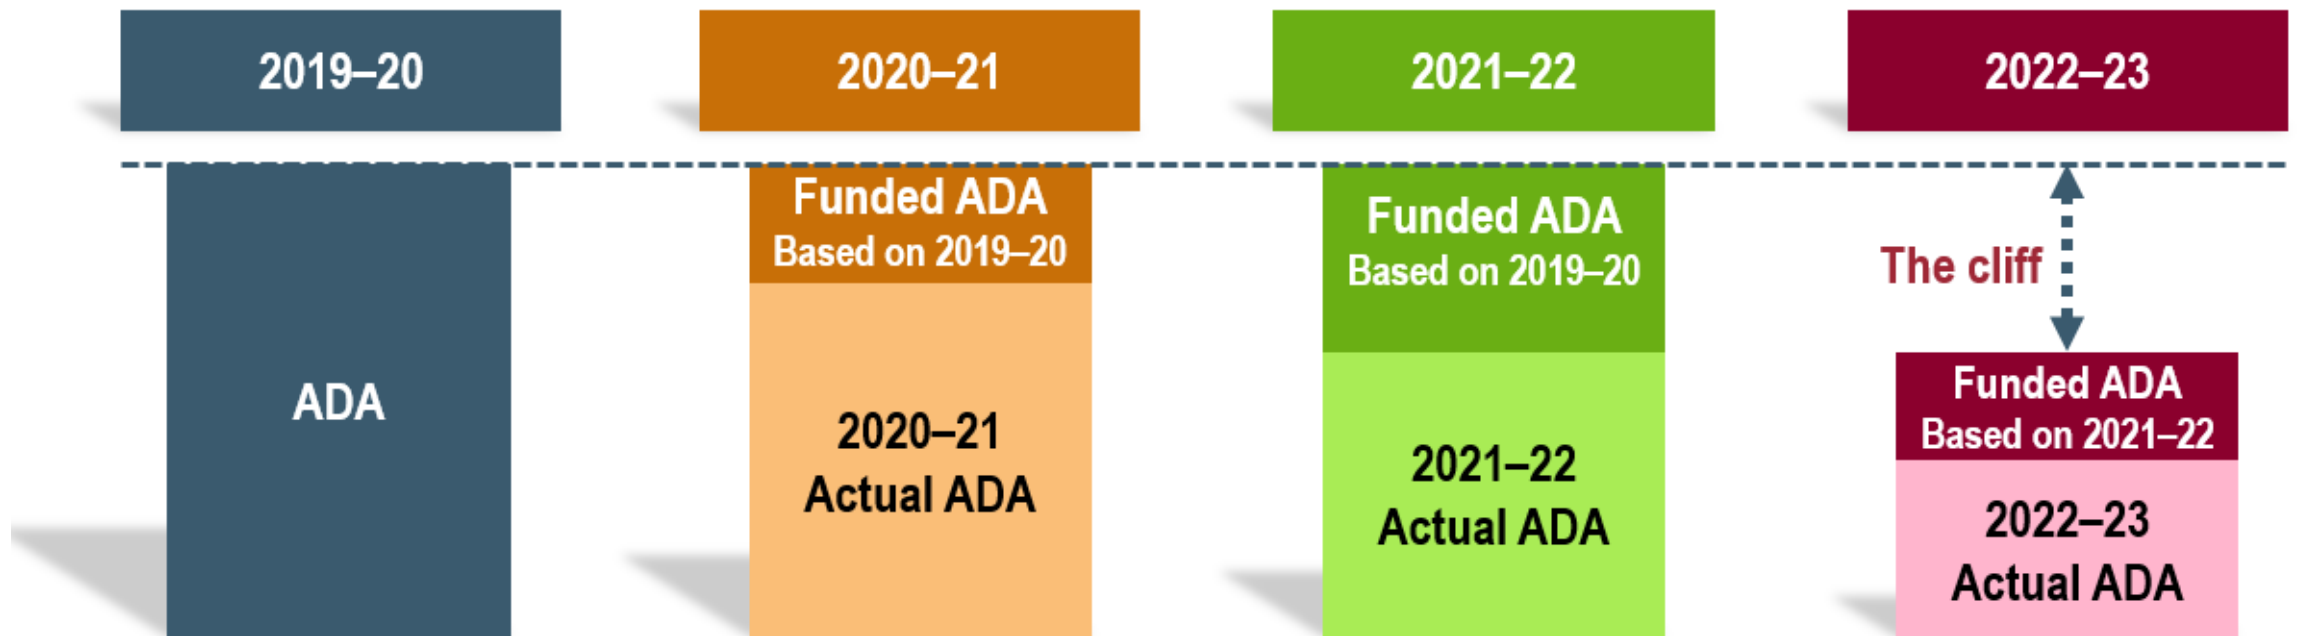 2019–20
2020–21
2021–22
2022–23
ADA
Funded ADA
Based on 2019–20
2020–21
Actual ADA
Funded ADA
Based on 2019–20
2021–22
Actual ADA
The cliff
Funded ADA
Based on 2021–22
2022–23
Actual ADA